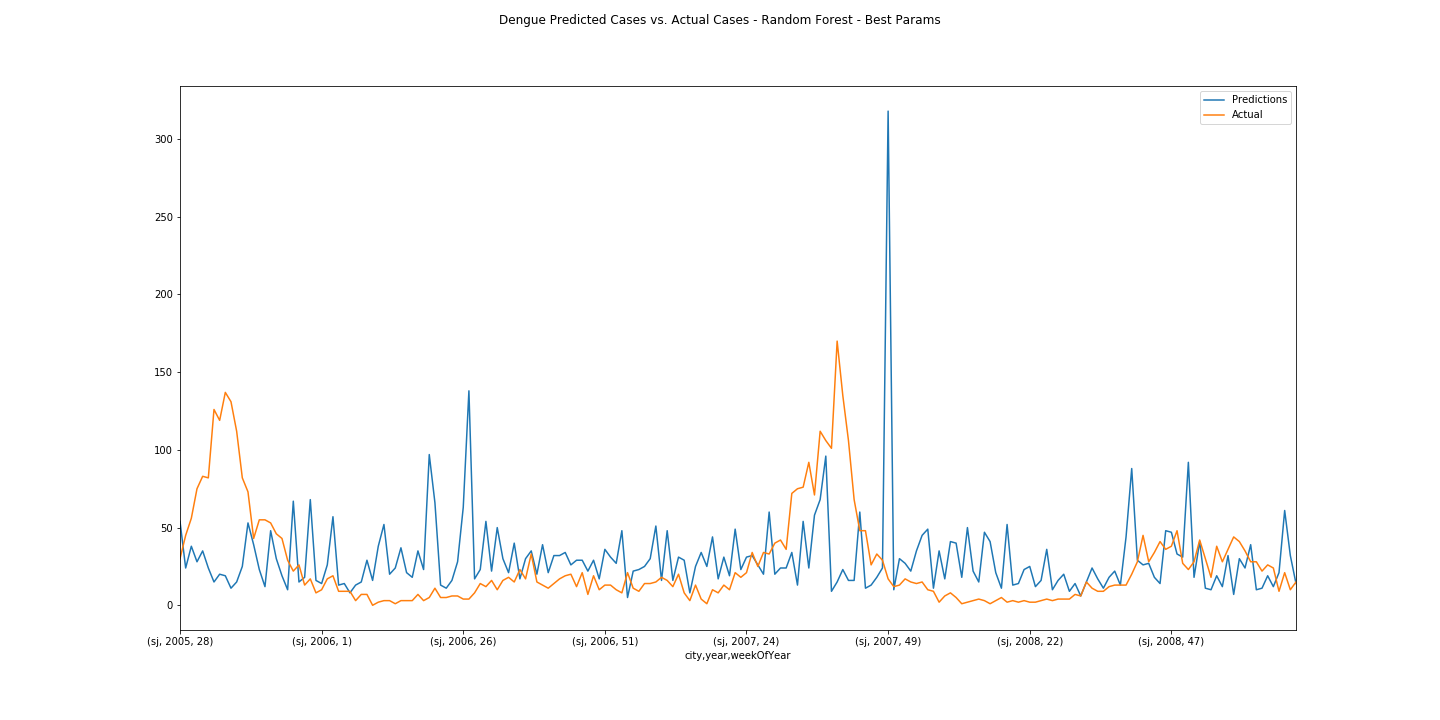 Dengue Predicted Cases vs. Actual Cases - Random Forest - Best Params
Predictions
Actual
300
250
200
150
100
50
0
(sj, 2005, 28) (sj, 2006, 1) (sj, 2006, 26) (sj, 2006, 51) (sj, 2007, 24) (sj, 2007, 49) (sj, 2008, 22) (sj, 2008, 47)
city,year,weekOfYear